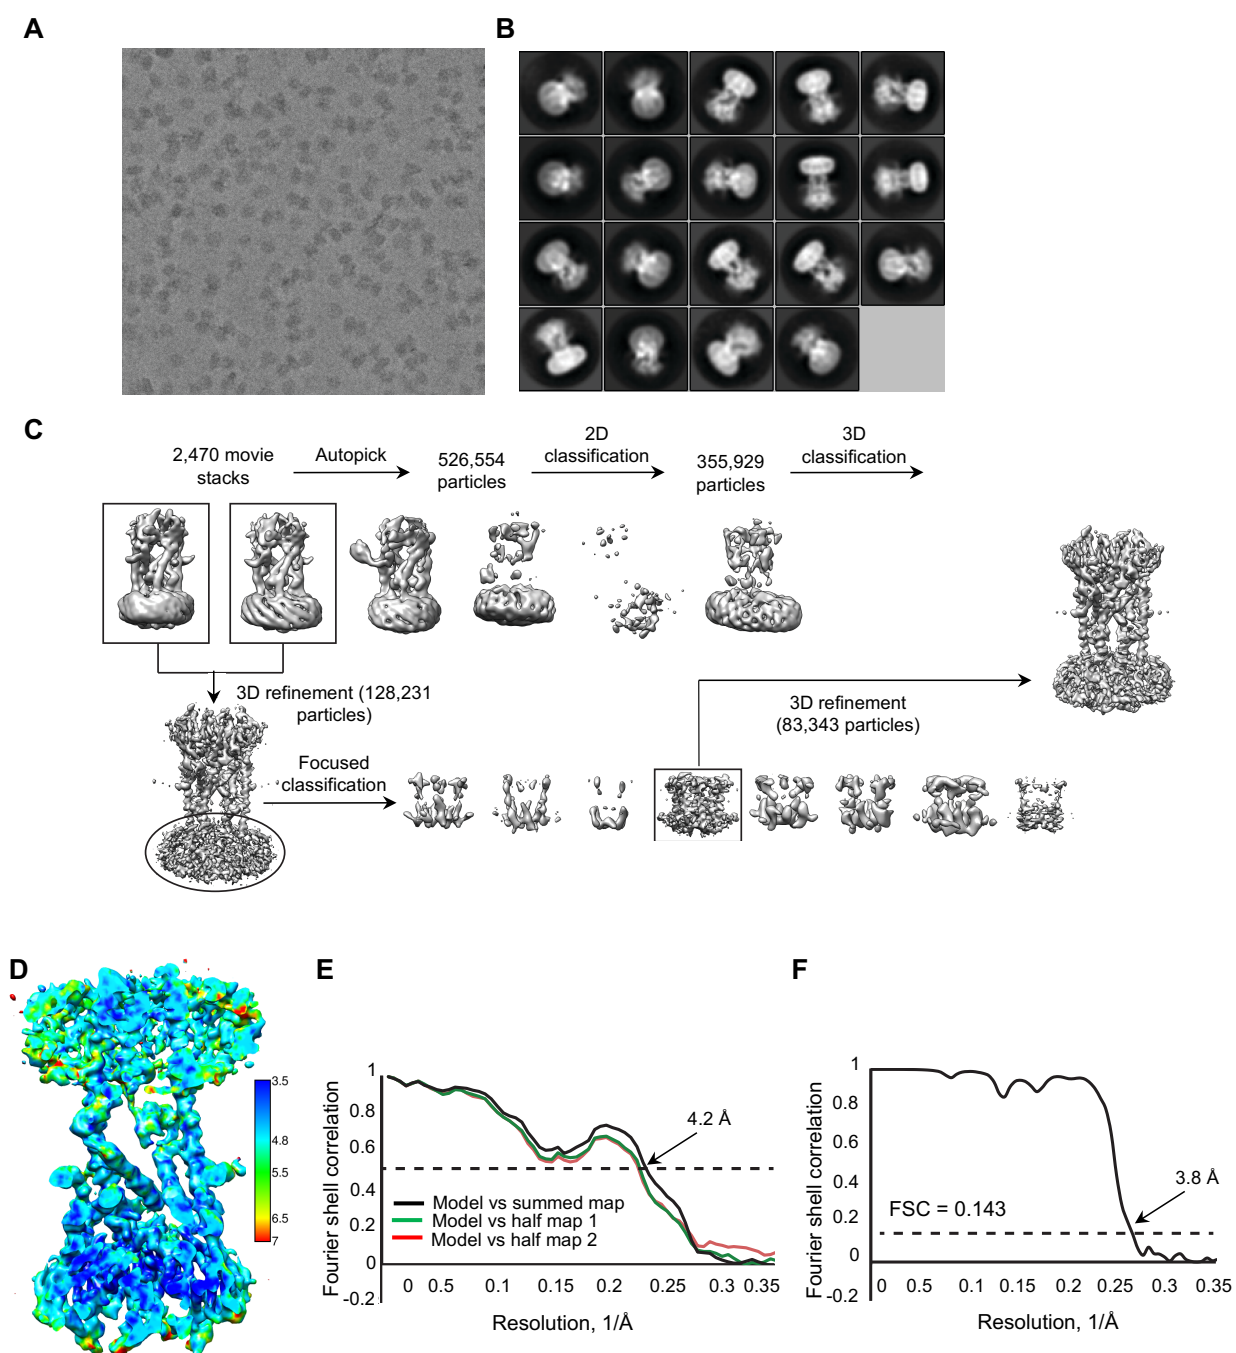 A
B
C
2,470 movie
stacks
Autopick
526,554
particles
2D
classification
355,929
particles
3D
classification
3D refinement (128,231
particles)
Focused
classification
3D refinement
(83,343 particles)
D
3.5
4.8
5.5
6.5
7
E
Fourier shell correlation
1
0.8
0.6
0.4
0.2
0
-0.2
4.2 Å
Model vs summed map
Model vs half map 1
Model vs half map 2
0 0.5 0.1 0.15 0.2 0.25 0.3 0.35
Resolution, 1/Å
F
Fourier shell correlation
1
0.8
0.6
0.4
0.2
0
-0.2
FSC = 0.143
3.8 Å
0 0.5 0.1 0.15 0.2 0.25 0.3 0.35
Resolution, 1/Å